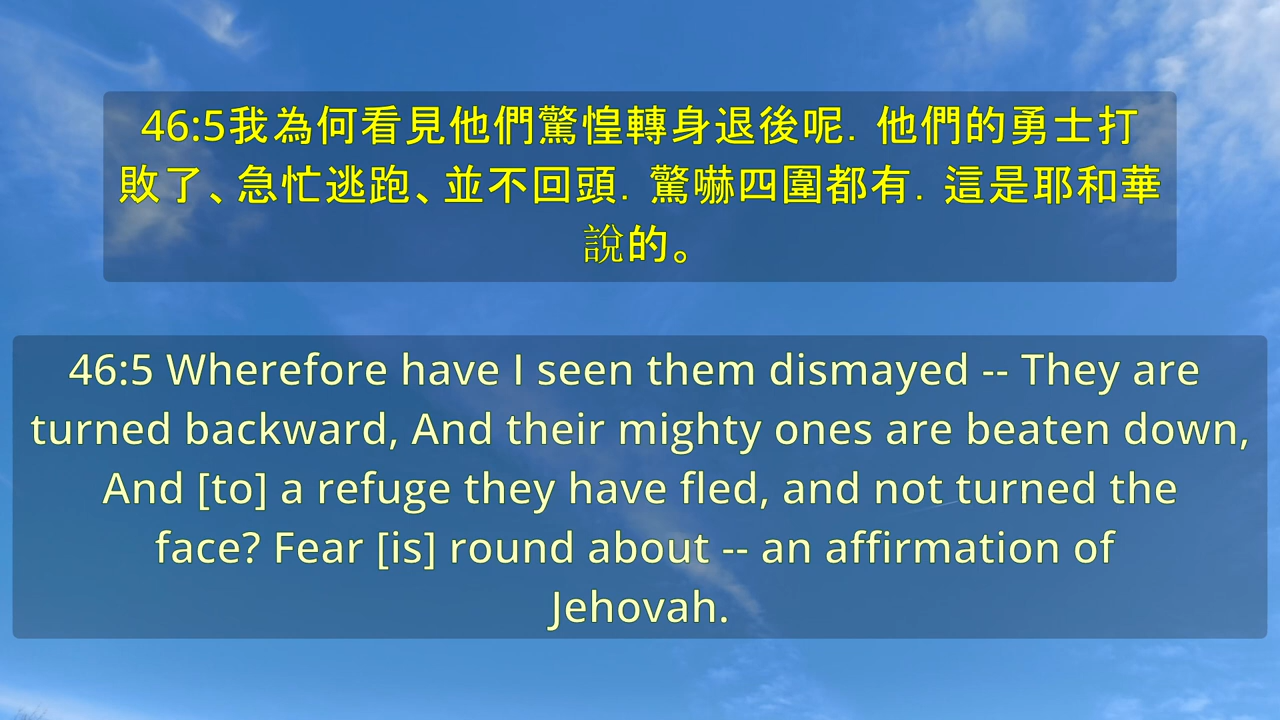 46:5我為何看見他們驚惶轉身退後呢．他們的勇士打
敗了、急忙逃跑、並不回頭．驚嚇四圍都有．這是耶和華
說的。
46:5 Wherefore have I seen them dismayed -- They are
turned backward, And their mighty ones are beaten down,
And [to] a refuge they have fled, and not turned the
face? Fear [is] round about -- an affirmation of
Jehovah.